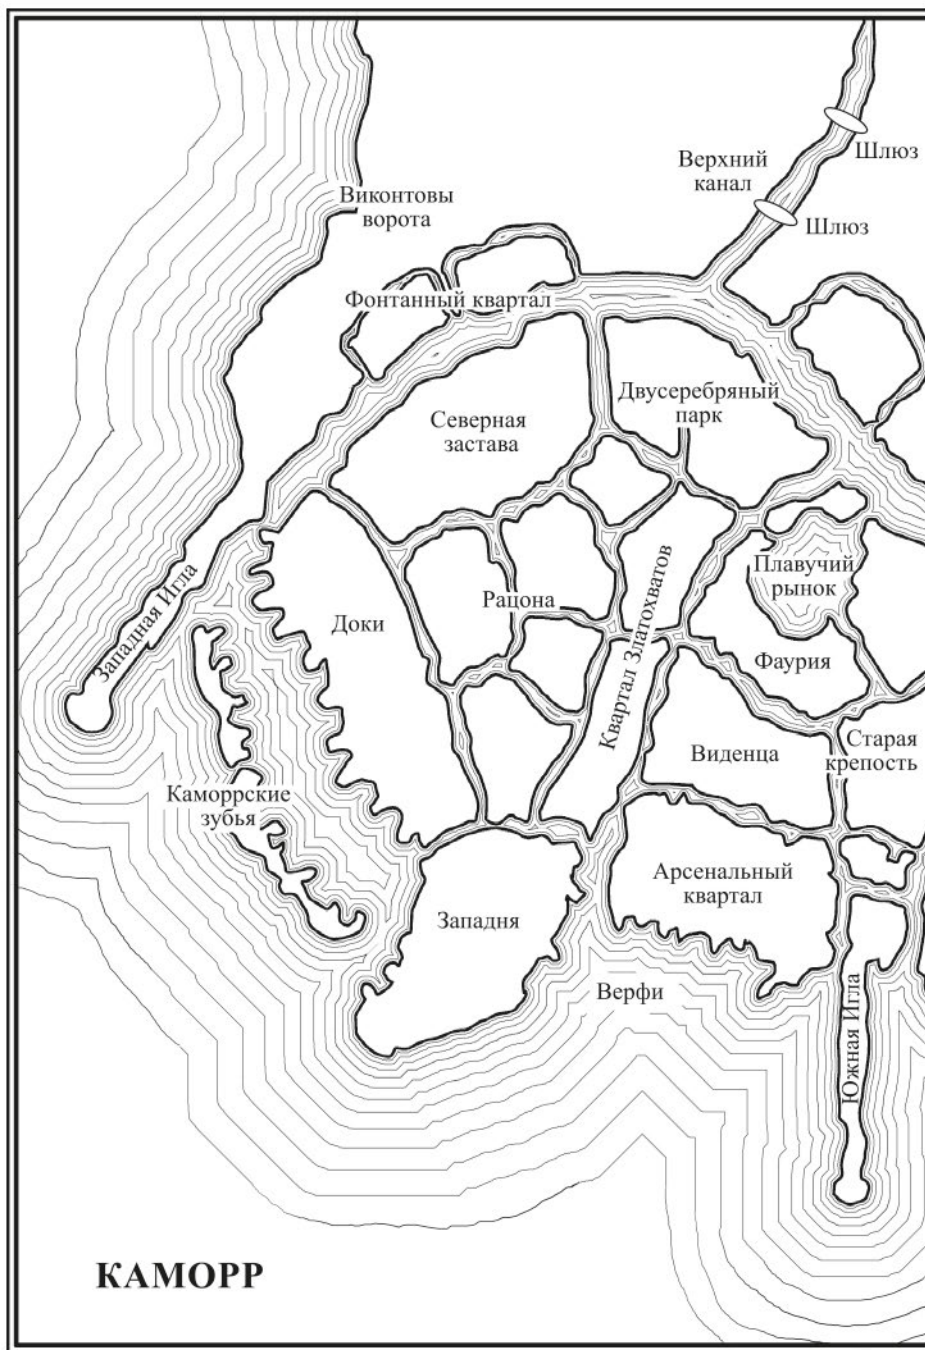 Верхний
канал
Шлюз
Виконтовы
ворота
Шлюз
Фонтанный квартал
Двусеребряный
парк
Северная
застава
Плавучий
рынок
Западная Игла
Доки
Рацона
Квартал Златохватов
Фаурия
Виденца
Старая
крепость
Каморрские
зубья
Арсенальный
квартал
Западня
Верфи
Южная Игла
КАМОРР